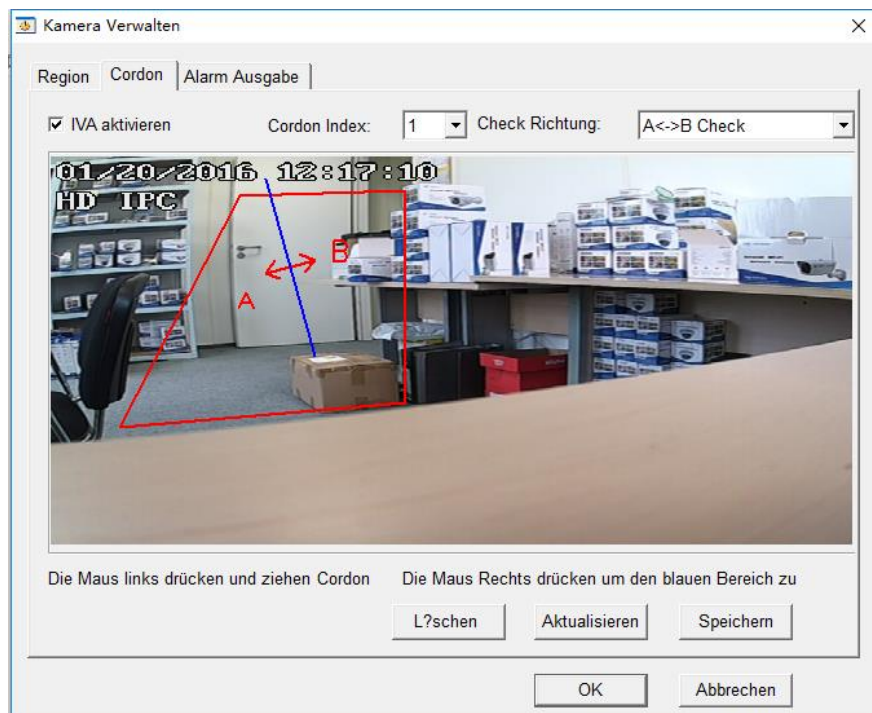 Kamera Verwalten
Region Cordon Alarm Ausgabe
IVA aktivieren Cordon Index: 1 Check Richtung: A<->B Check
01/20/2016 12:17:10
HD IPC
B
A
Die Maus links drücken und ziehen Cordon Die Maus Rechts drücken um den blauen Bereich zu
L?schen Aktualisieren Speichern
OK Abbrechen